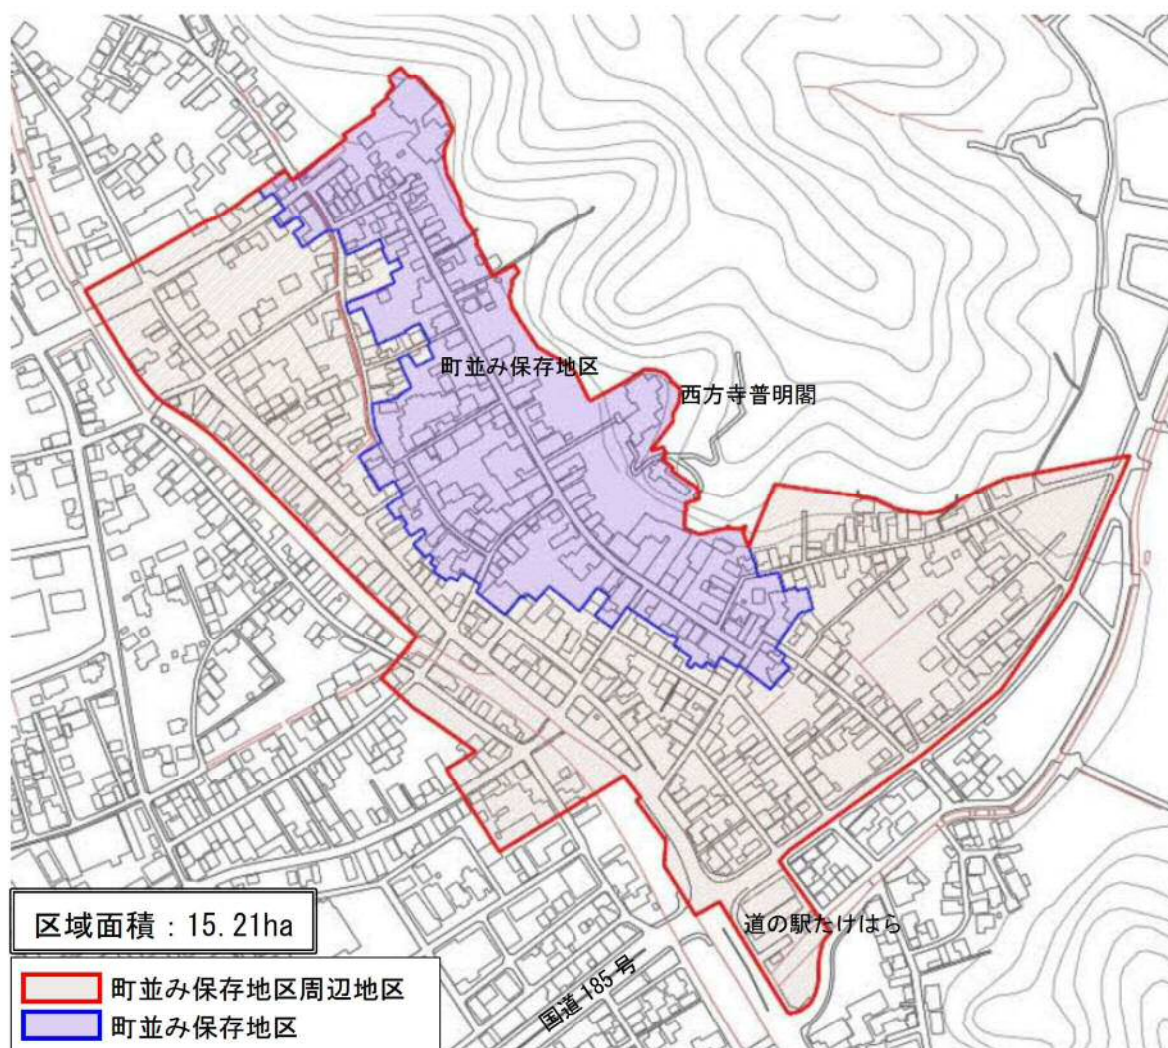 町並み保存地区
西方寺普明閣
道の駅たけはら
区域面積：15.21ha
国道185号
町並み保存地区周辺地区
町並み保存地区